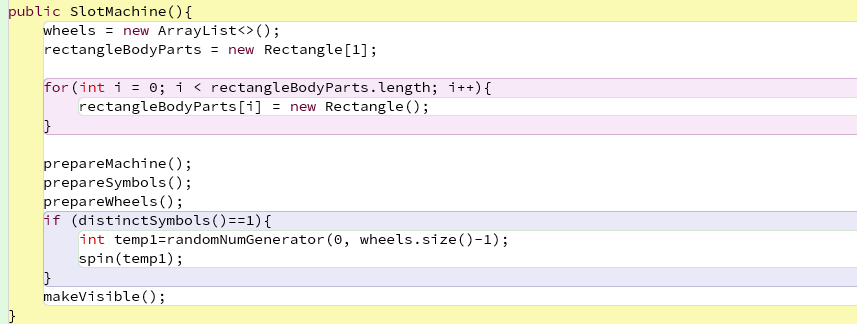 public SlotMachine(){
wheels = new ArrayList<>();
rectangleBodyParts = new Rectangle[1];
for(int i = 0; i < rectangleBodyParts.length; i++){
rectangleBodyParts[i] = new Rectangle();
}
prepareMachine();
prepareSymbols();
prepareWheels();
if (distinctSymbols()==1){
int temp1=randomNumGenerator(0, wheels.size()-1);
spin(temp1);
}
makeVisible();
}